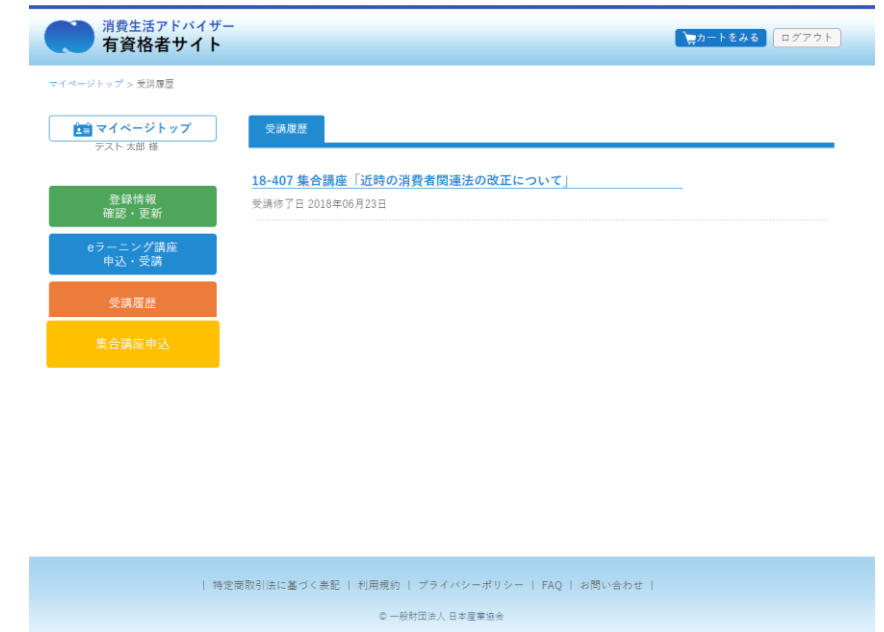 消費生活アドバイザー
有資格者サイト
カートをみる
ログアウト
マイページトップ > 受講履歴
マイページトップ
テスト 太郎 様
登録情報
確認・更新
eラーニング講座
申込・受講
受講履歴
集合講座申込
受講履歴
18-407 集合講座「近時の消費者関連法の改正について」
受講修了日 2018年06月23日
| 特定商取引法に基づく表記 | 利用規約 | プライバシーポリシー | FAQ | お問い合わせ |
© 一般財団法人 日本産業協会